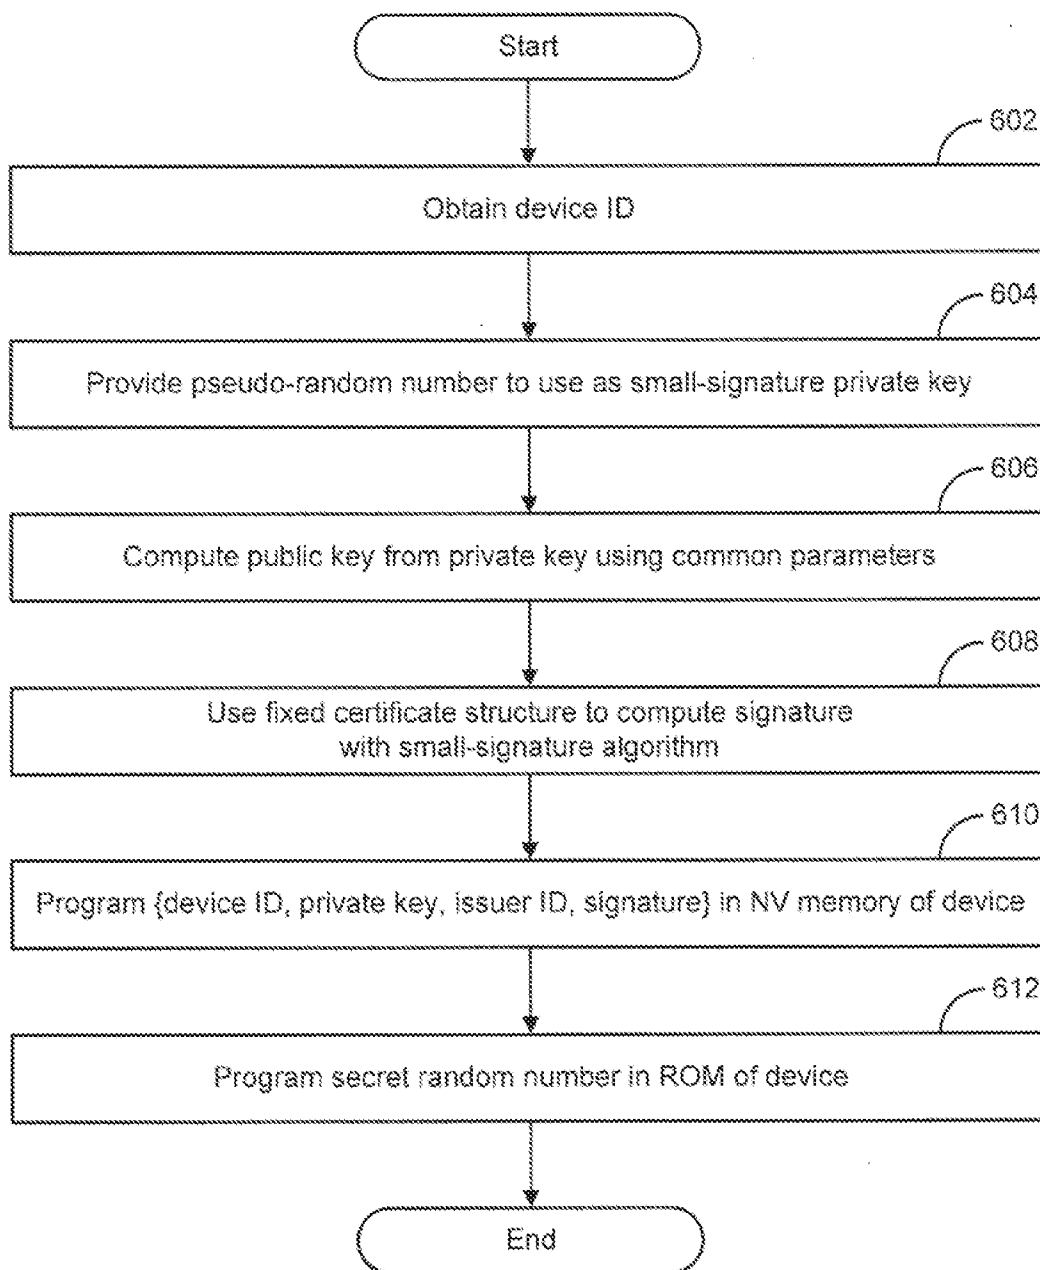 Start
602
Obtain device ID
604
Provide pseudo-random number to use as small-signature private key
606
Compute public key from private key using common parameters
608
Use fixed certificate structure to compute signature
with small-signature algorithm
610
Program {device ID, private key, issuer ID, signature} in NV memory of device
612
Program secret random number in ROM of device
End